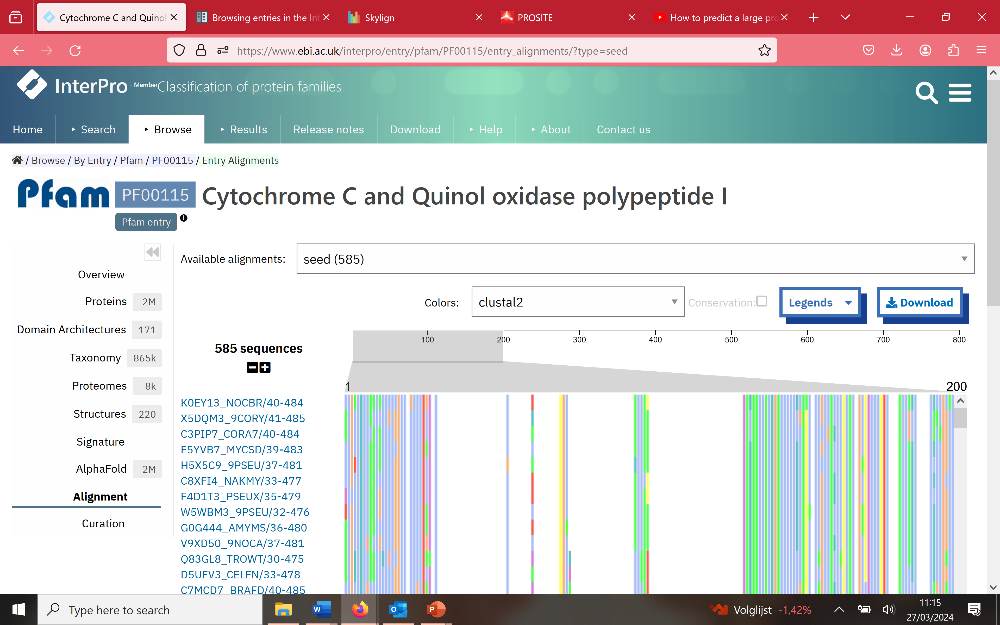 Cytochrome C and Quinol
Browsing entries in the Int
Skylign
PROSITE
How to predict a large pro
https://www.ebi.ac.uk/interpro/entry/pfam/PF00115/entry_alignments/?type=seed
InterPro - Member Classification of protein families
Home Search Browse Results Release notes Download Help About Contact us
/ Browse / By Entry / Pfam / PF00115 / Entry Alignments
Pfam PF00115 Cytochrome C and Quinol oxidase polypeptide I
Pfam entry
Overview
Proteins 2M
Domain Architectures 171
Taxonomy 865k
Proteomes 8k
Structures 220
Signature
AlphaFold 2M
Alignment
Curation
Available alignments: seed (585)
Colors: clustal2 Conservation: Legends Download
585 sequences
100 200 300 400 500 600 700 800
1 200
K0EY13_NOCBR/40-484
X5DQM3_9CORY/41-485
C3PIP7_CORA7/40-484
F5YVB7_MYCSD/39-483
H5X5C9_9PSEU/37-481
C8XFI4_NAKMY/33-477
F4D1T3_PSEUX/35-479
W5WBM3_9PSEU/32-476
G0G444_AMYMS/36-480
V9XD50_9NOCA/37-481
Q83GL8_TROWT/30-475
D5UFV3_CELFN/33-478
C7MCD7_BRAFD/40-485
Type here to search
Volglijst -1,42%
11:15
27/03/2024